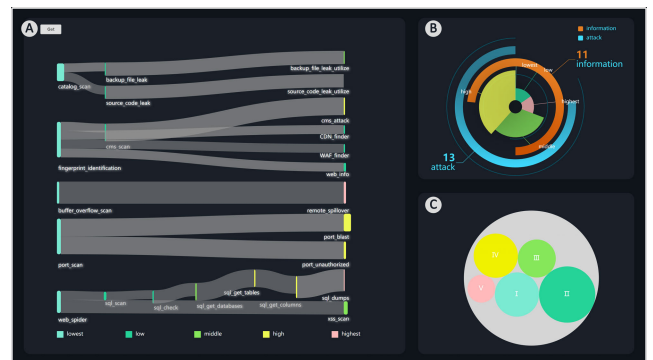 A
Get
backup_file_leak_utilize
catalog_scan
backup_file_leak
source_code_leak
source_code_leak_utilize
cms_attack
CDN_finder
cms_scan
WAF_finder
fingerprint_identification
web_info
buffer_overflow_scan
remote_spillover
port_blast
port_scan
port_unauthorized
sql_get_tables
sql_dumps
sql_scan
sql_check
sql_get_databases
sql_get_columns
web_spider
xss_scan
lowest
low
middle
high
highest
B
information
attack
11
information
lowest
low
high
highest
middle
13
attack
C
IV
III
V
I
II